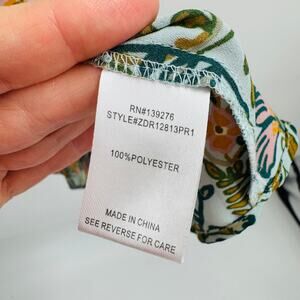 RN#139276
STYLE#ZDR12813PR1
100%POLYESTER
MADE IN CHINA
SEE REVERSE FOR CARE